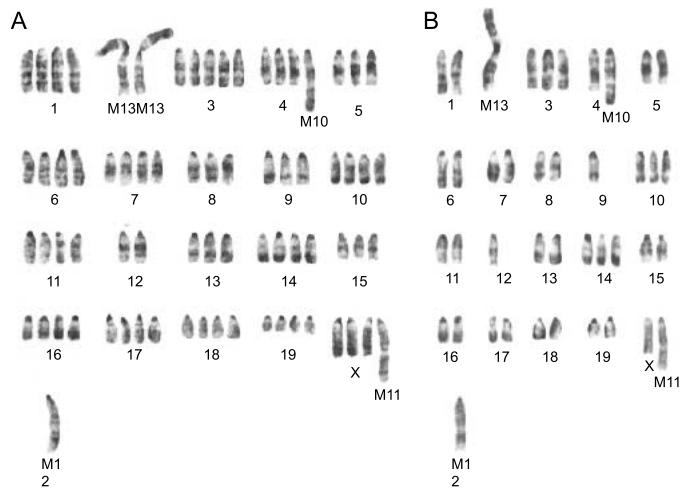 A B
1 M13M13 3 4 5 1 M13 3 4 5
M10 M10
6 7 8 9 10 6 7 8 9 10
11 12 13 14 15 11 12 13 14 15
16 17 18 19 X 16 17 18 19 X
M11 M11
M1 M1
2 2